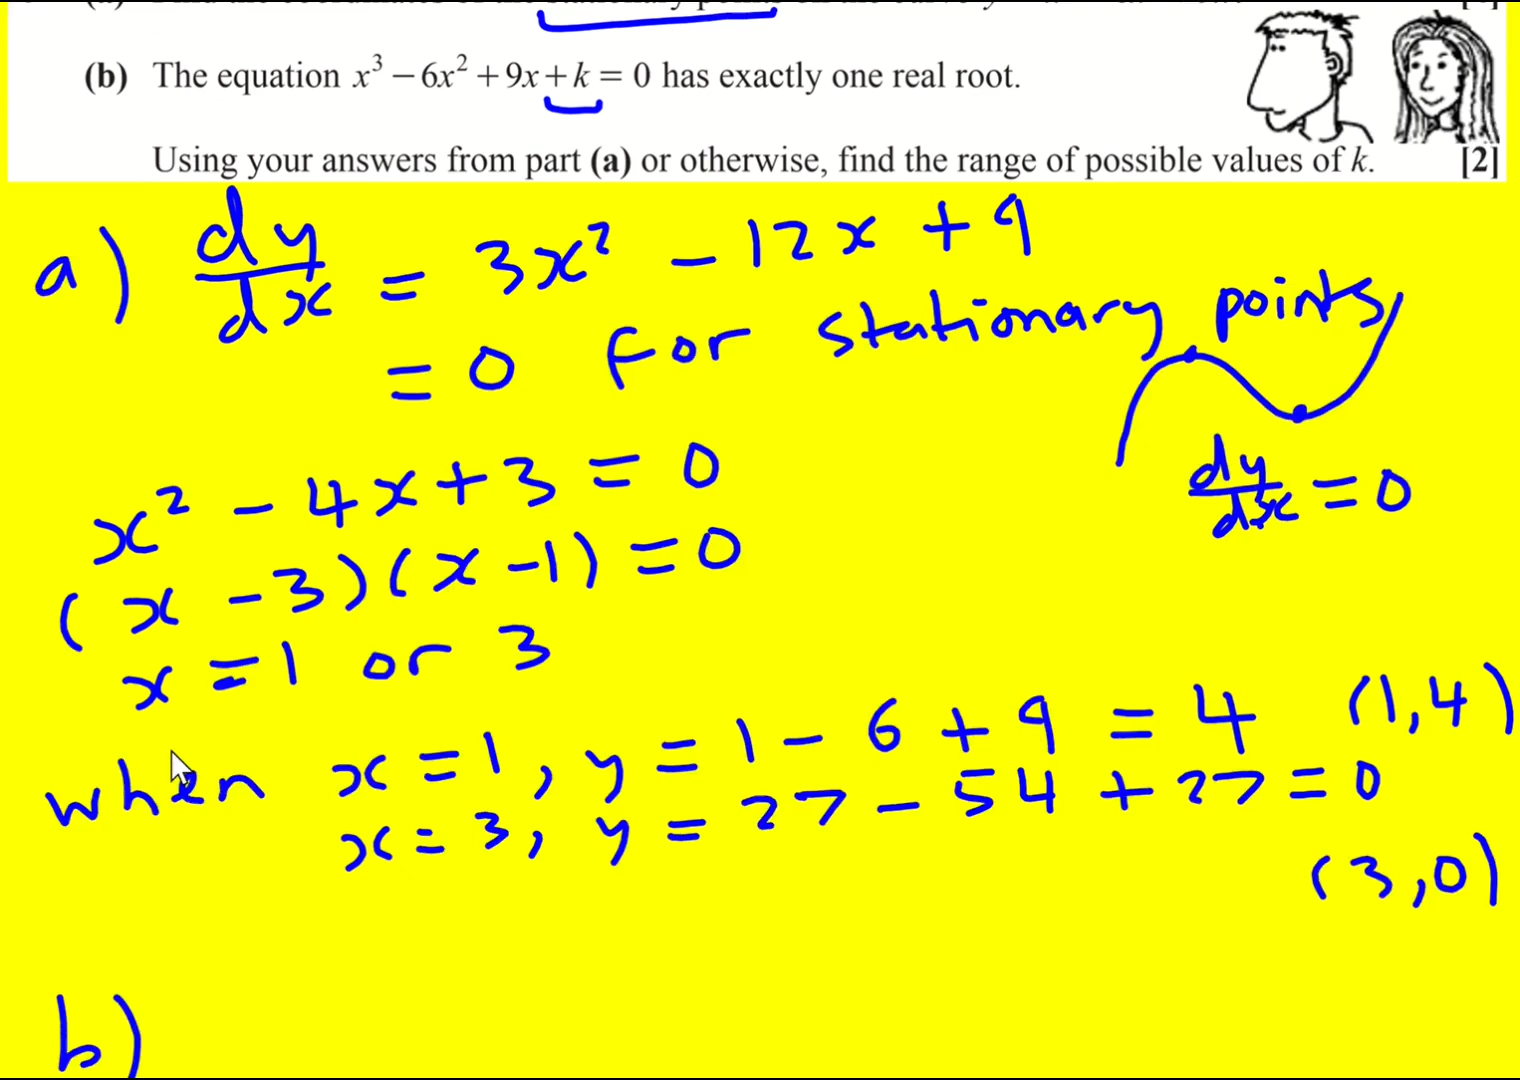 (b) The equation x³ − 6x² + 9x + k = 0 has exactly one real root.
Using your answers from part (a) or otherwise, find the range of possible values of k. [2]
a) dy/dx = 3x² − 12x + 9
= 0 for stationary points
x² − 4x + 3 = 0
dy/dx = 0
(x − 3)(x − 1) = 0
x = 1 or 3
when x = 1, y = 1 − 6 + 9 = 4 (1,4)
x = 3, y = 27 − 54 + 27 = 0
(3,0)
b)